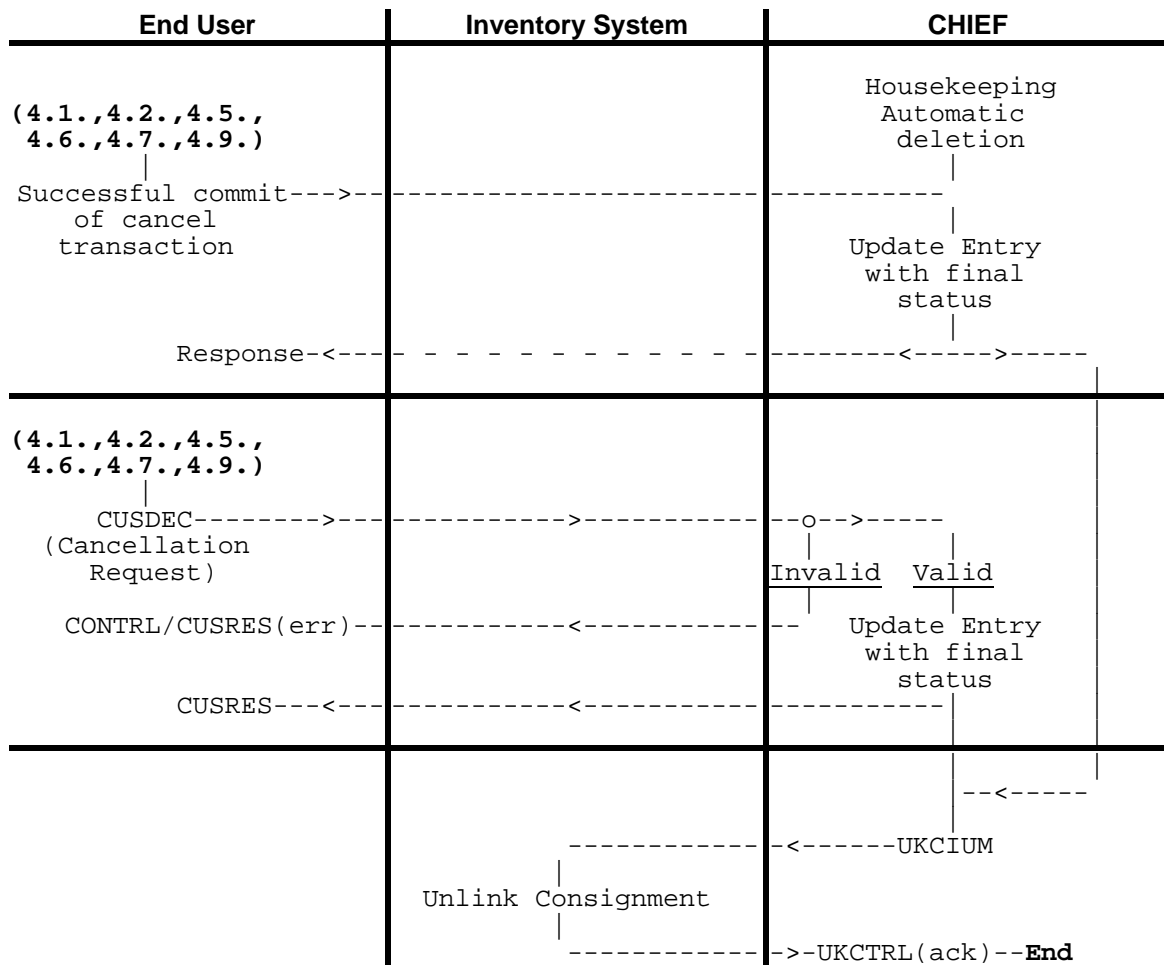 End User Inventory System CHIEF
Housekeeping
(4.1.,4.2.,4.5., Automatic
4.6.,4.7.,4.9.) deletion
Successful commit
of cancel
transaction Update Entry
with final
status
Response
(4.1.,4.2.,4.5.,
4.6.,4.7.,4.9.)
CUSDEC
(Cancellation
Request) Invalid Valid
CONTRL/CUSRES(err) Update Entry
with final
status
CUSRES
UKCIUM
Unlink Consignment
UKCTRL(ack)--End